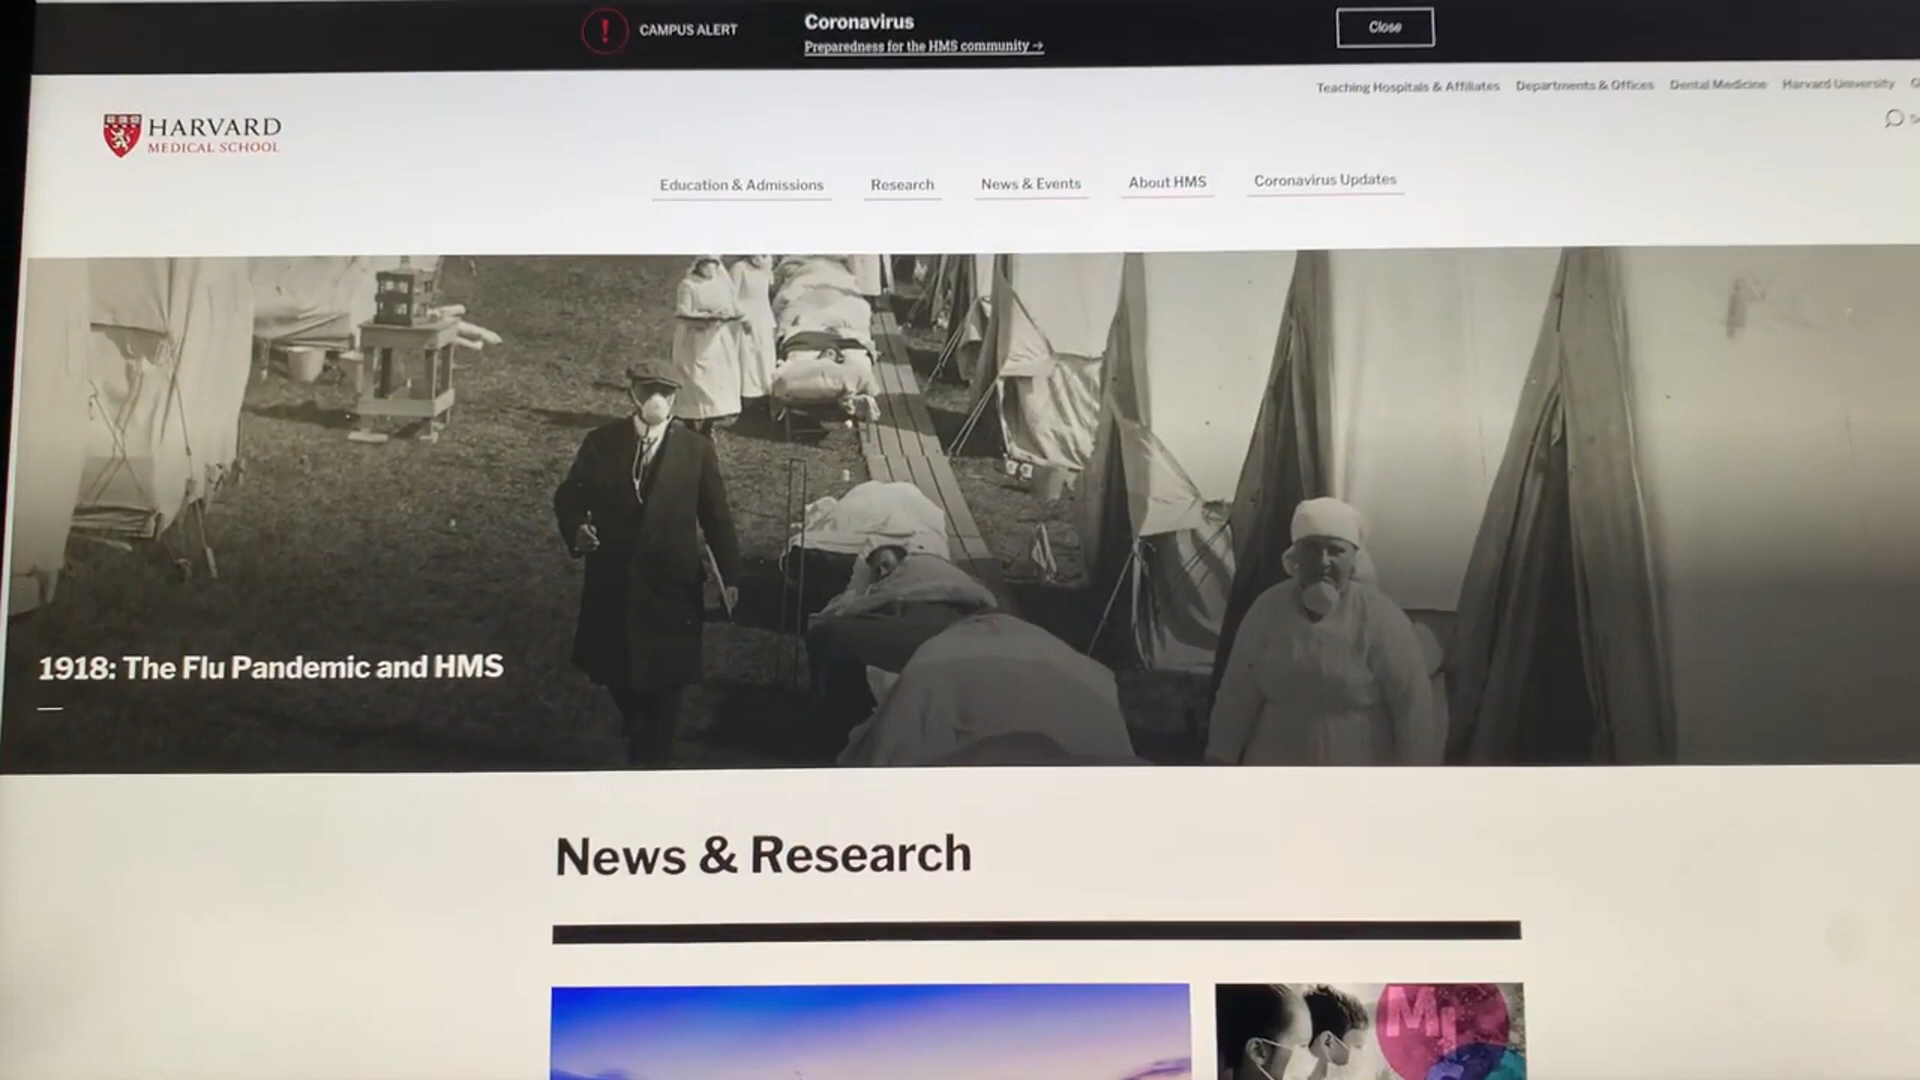 CAMPUS ALERT
Coronavirus
Preparedness for the HMS community →
Close
Teaching Hospitals & Affiliates Departments & Offices Dental Medicine Harvard University
HARVARD
MEDICAL SCHOOL
Education & Admissions Research News & Events About HMS Coronavirus Updates
1918: The Flu Pandemic and HMS
News & Research